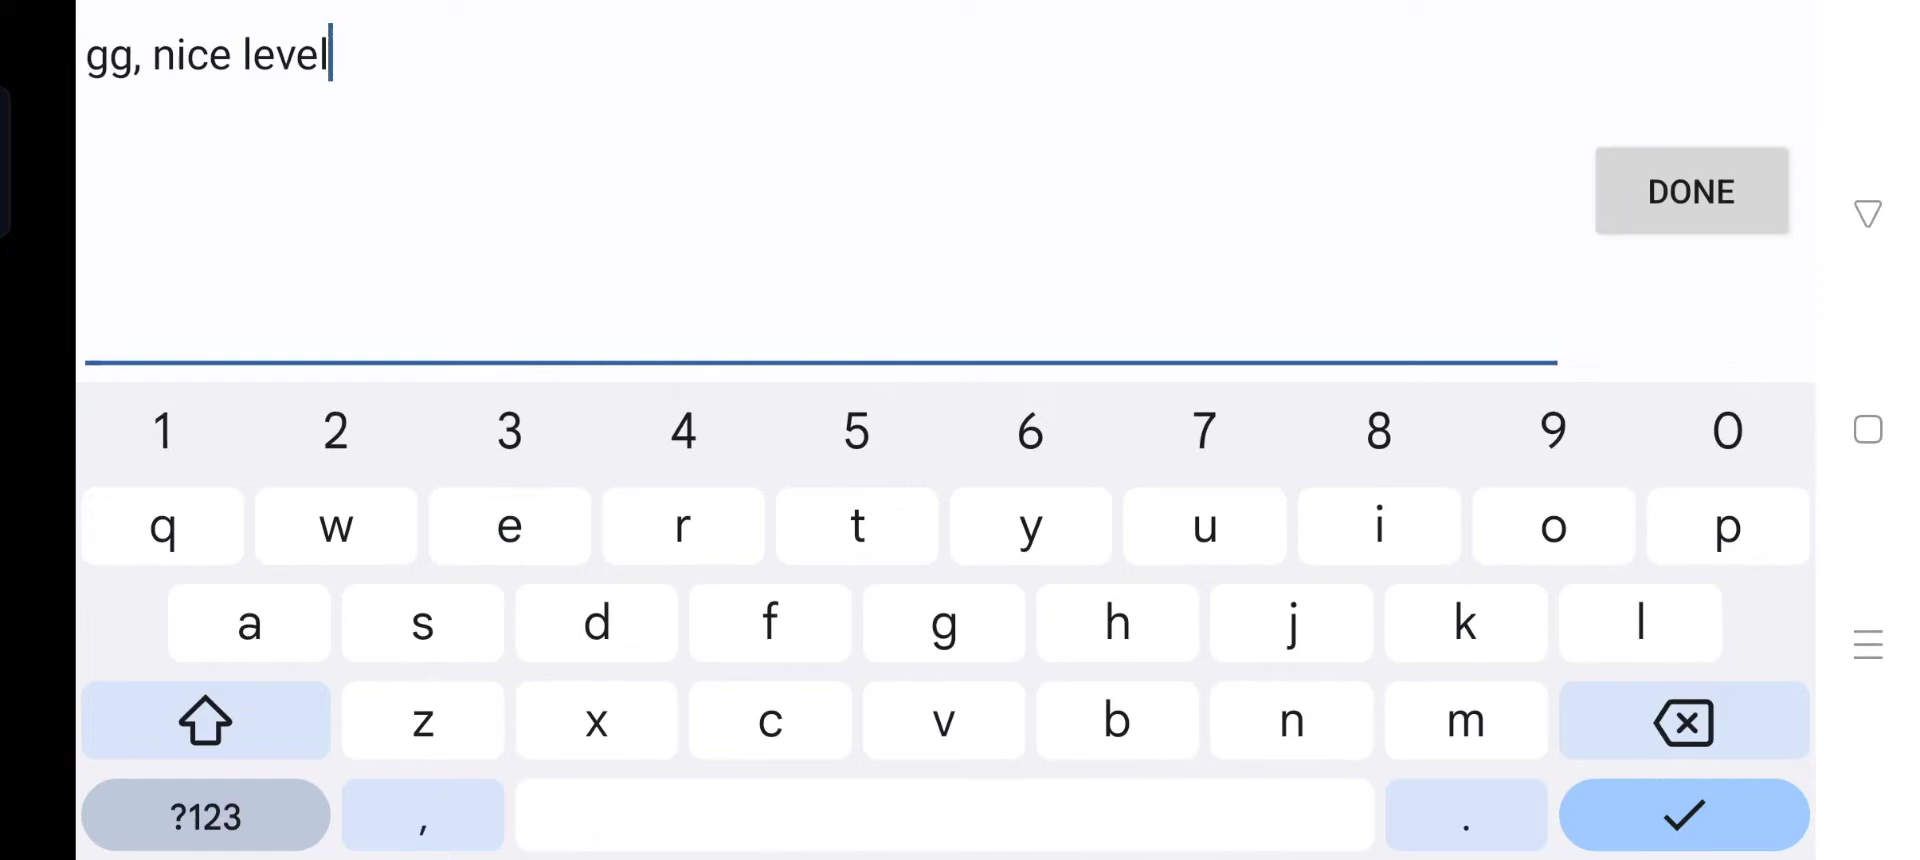 gg, nice level
DONE
1 2 3 4 5 6 7 8 9 0
q w e r t y u i o p
a s d f g h j k l
z x c v b n m
?123 , .